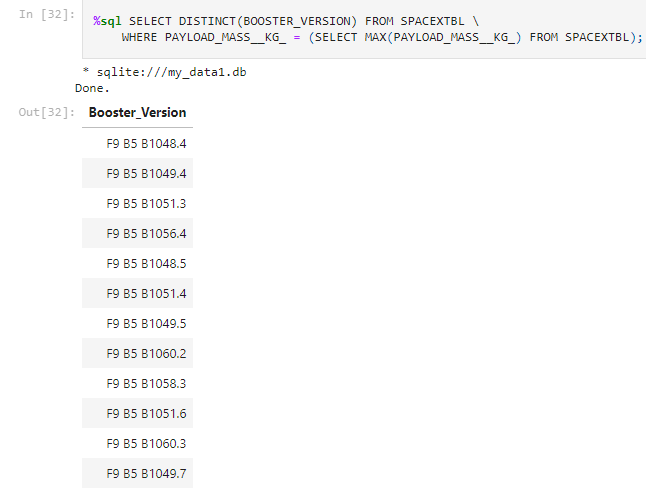 In [32]: %sql SELECT DISTINCT(BOOSTER_VERSION) FROM SPACEXTBL \
WHERE PAYLOAD_MASS__KG_ = (SELECT MAX(PAYLOAD_MASS__KG_) FROM SPACEXTBL);
* sqlite:///my_data1.db
Done.
Out[32]: Booster_Version
F9 B5 B1048.4
F9 B5 B1049.4
F9 B5 B1051.3
F9 B5 B1056.4
F9 B5 B1048.5
F9 B5 B1051.4
F9 B5 B1049.5
F9 B5 B1060.2
F9 B5 B1058.3
F9 B5 B1051.6
F9 B5 B1060.3
F9 B5 B1049.7